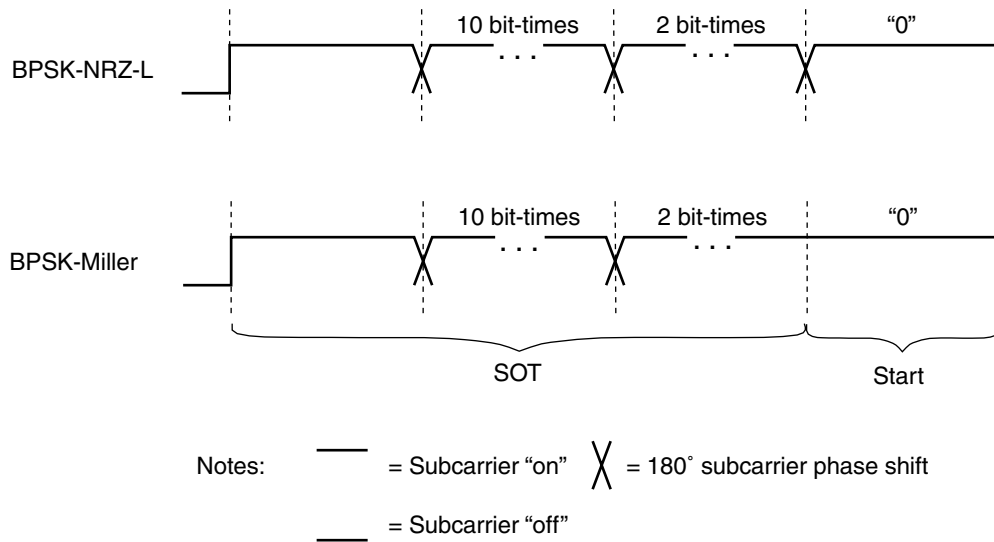 10 bit-times 2 bit-times “0”
BPSK-NRZ-L
. . . . . .
10 bit-times 2 bit-times “0”
. . . . . .
BPSK-Miller
SOT Start
Notes: = Subcarrier “on” = 180° subcarrier phase shift
= Subcarrier “off”